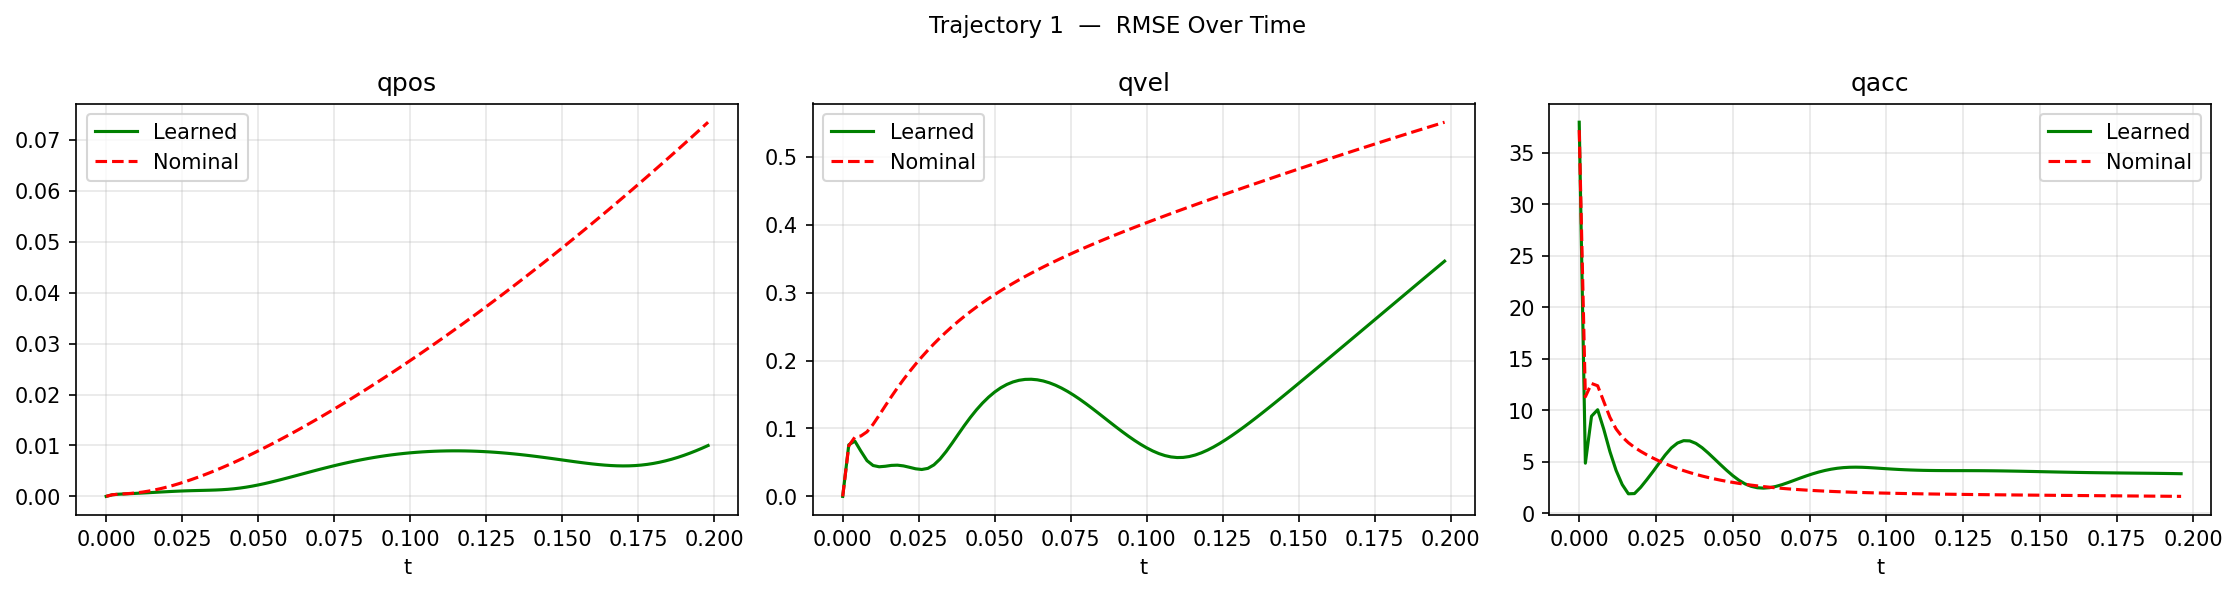 Trajectory 1 — RMSE Over Time
qpos
Learned
Nominal
0.07
0.06
0.05
0.04
0.03
0.02
0.01
0.00
0.000 0.025 0.050 0.075 0.100 0.125 0.150 0.175 0.200
t
qvel
Learned
Nominal
0.5
0.4
0.3
0.2
0.1
0.0
0.000 0.025 0.050 0.075 0.100 0.125 0.150 0.175 0.200
t
qacc
Learned
Nominal
35
30
25
20
15
10
5
0
0.000 0.025 0.050 0.075 0.100 0.125 0.150 0.175 0.200
t